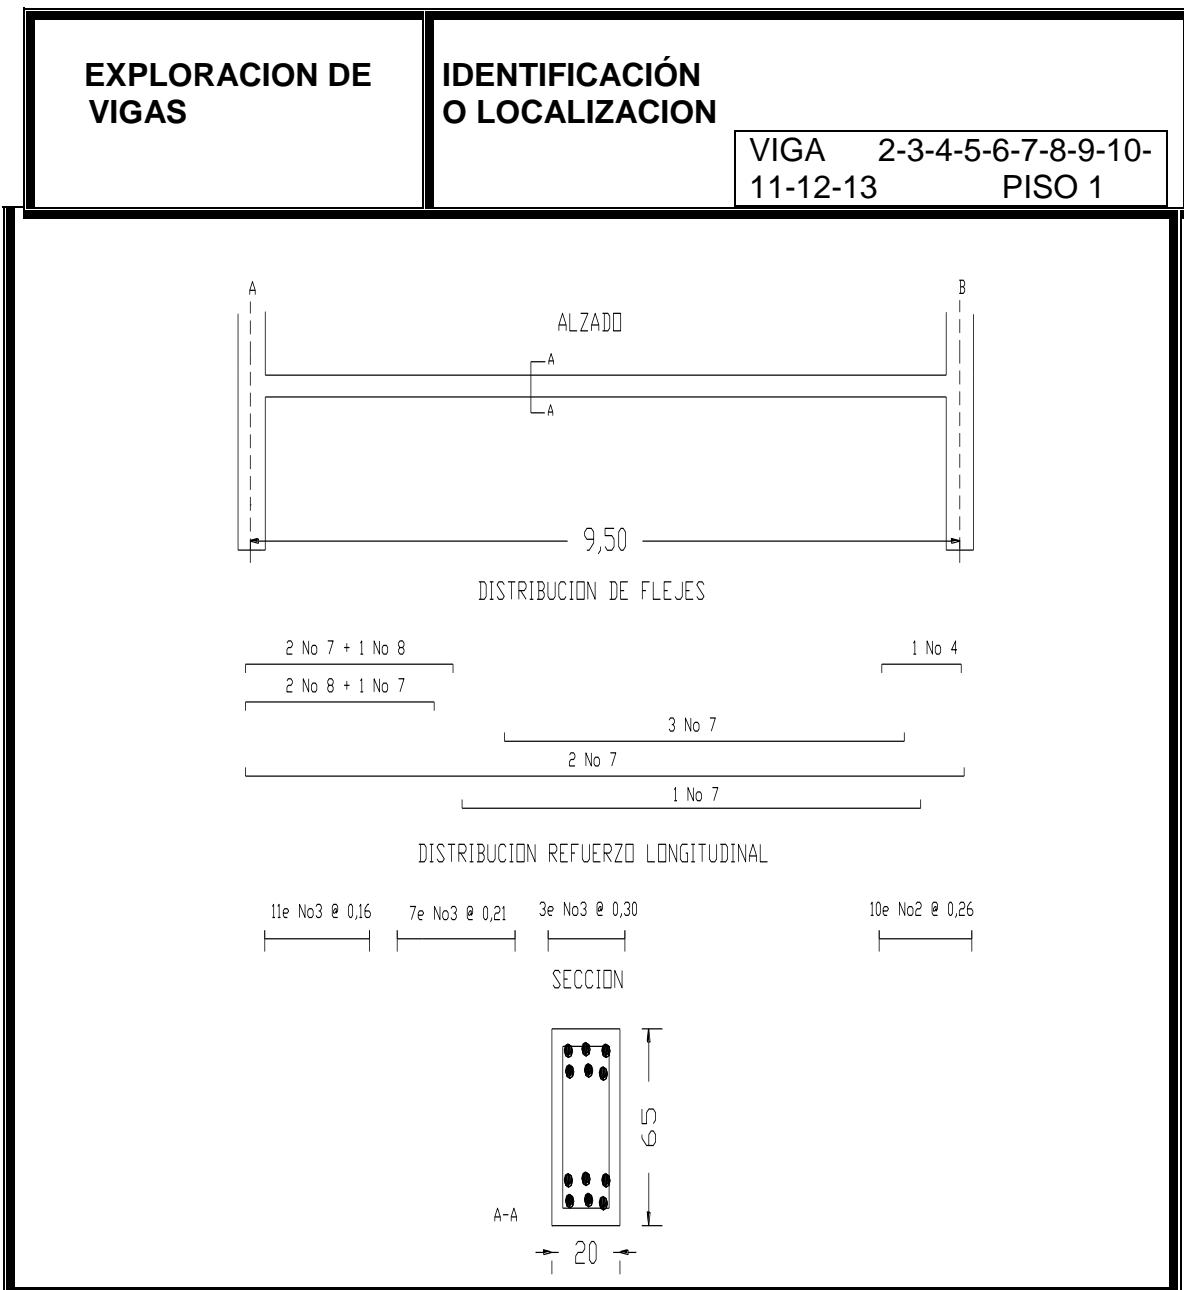 EXPLORACION DE
VIGAS
IDENTIFICACIÓN
O LOCALIZACION
VIGA 2-3-4-5-6-7-8-9-10-
11-12-13 PISO 1
A
B
ALZADO
A
A
9,50
DISTRIBUCION DE FLEJES
2 No 7 + 1 No 8
1 No 4
2 No 8 + 1 No 7
3 No 7
2 No 7
1 No 7
DISTRIBUCION REFUERZO LONGITUDINAL
11e No3 @ 0,16
7e No3 @ 0,21
3e No3 @ 0,30
10e No2 @ 0,26
SECCION
65
A-A
20